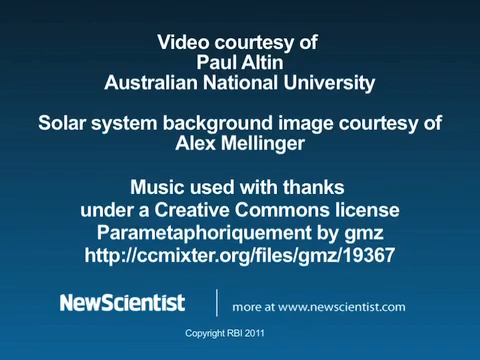 Video courtesy of
Paul Altin
Australian National University
Solar system background image courtesy of
Alex Mellinger
Music used with thanks
under a Creative Commons license
Parametaphoriquement by gmz
http://ccmixter.org/files/gmz/19367
NewScientist | more at www.newscientist.com
Copyright RBI 2011